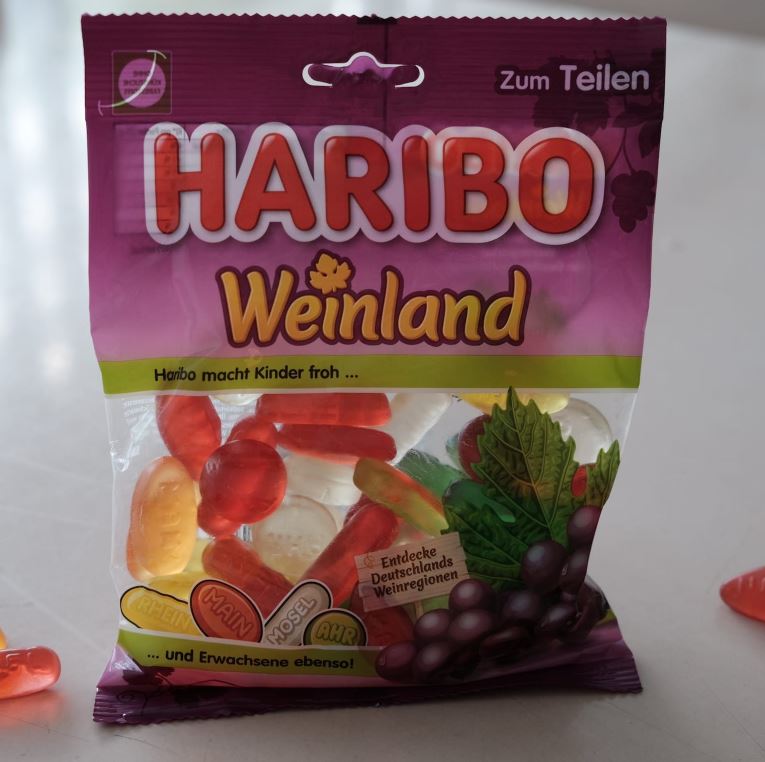 Zum Teilen
HARIBO
Weinland
Haribo macht Kinder froh ...
Entdecke
Deutschlands
Weinregionen
RHEIN
MAIN
MOSEL
AHR
... und Erwachsene ebenso!